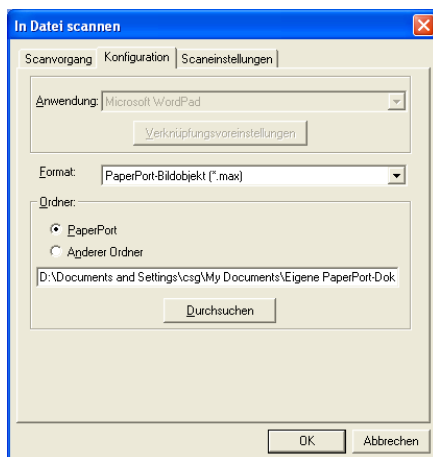 In Datei scannen
Scanvorgang Konfiguration Scaneinstellungen
Anwendung: Microsoft WordPad
Verknüpfungsvoreinstellungen
Format: PaperPort-Bildobjekt (*.max)
Ordner:
PaperPort
Anderer Ordner
D:\Documents and Settings\csg\My Documents\Eigene PaperPort-Dok
Durchsuchen
OK Abbrechen